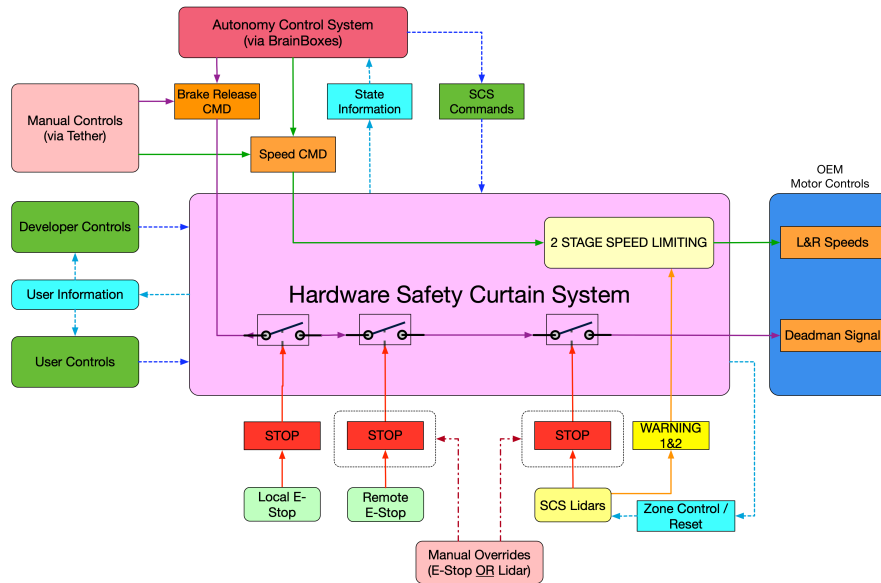 Autonomy Control System
(via BrainBoxes)
Manual Controls
(via Tether)
Brake Release
CMD
State
Information
SCS
Commands
Speed CMD
OEM
Motor Controls
Developer Controls
2 STAGE SPEED LIMITING
L&R Speeds
User Information
Hardware Safety Curtain System
User Controls
Deadman Signal
STOP
STOP
STOP
WARNING
1&2
Local E-
Stop
Remote
E-Stop
SCS Lidars
Zone Control /
Reset
Manual Overrides
(E-Stop OR Lidar)